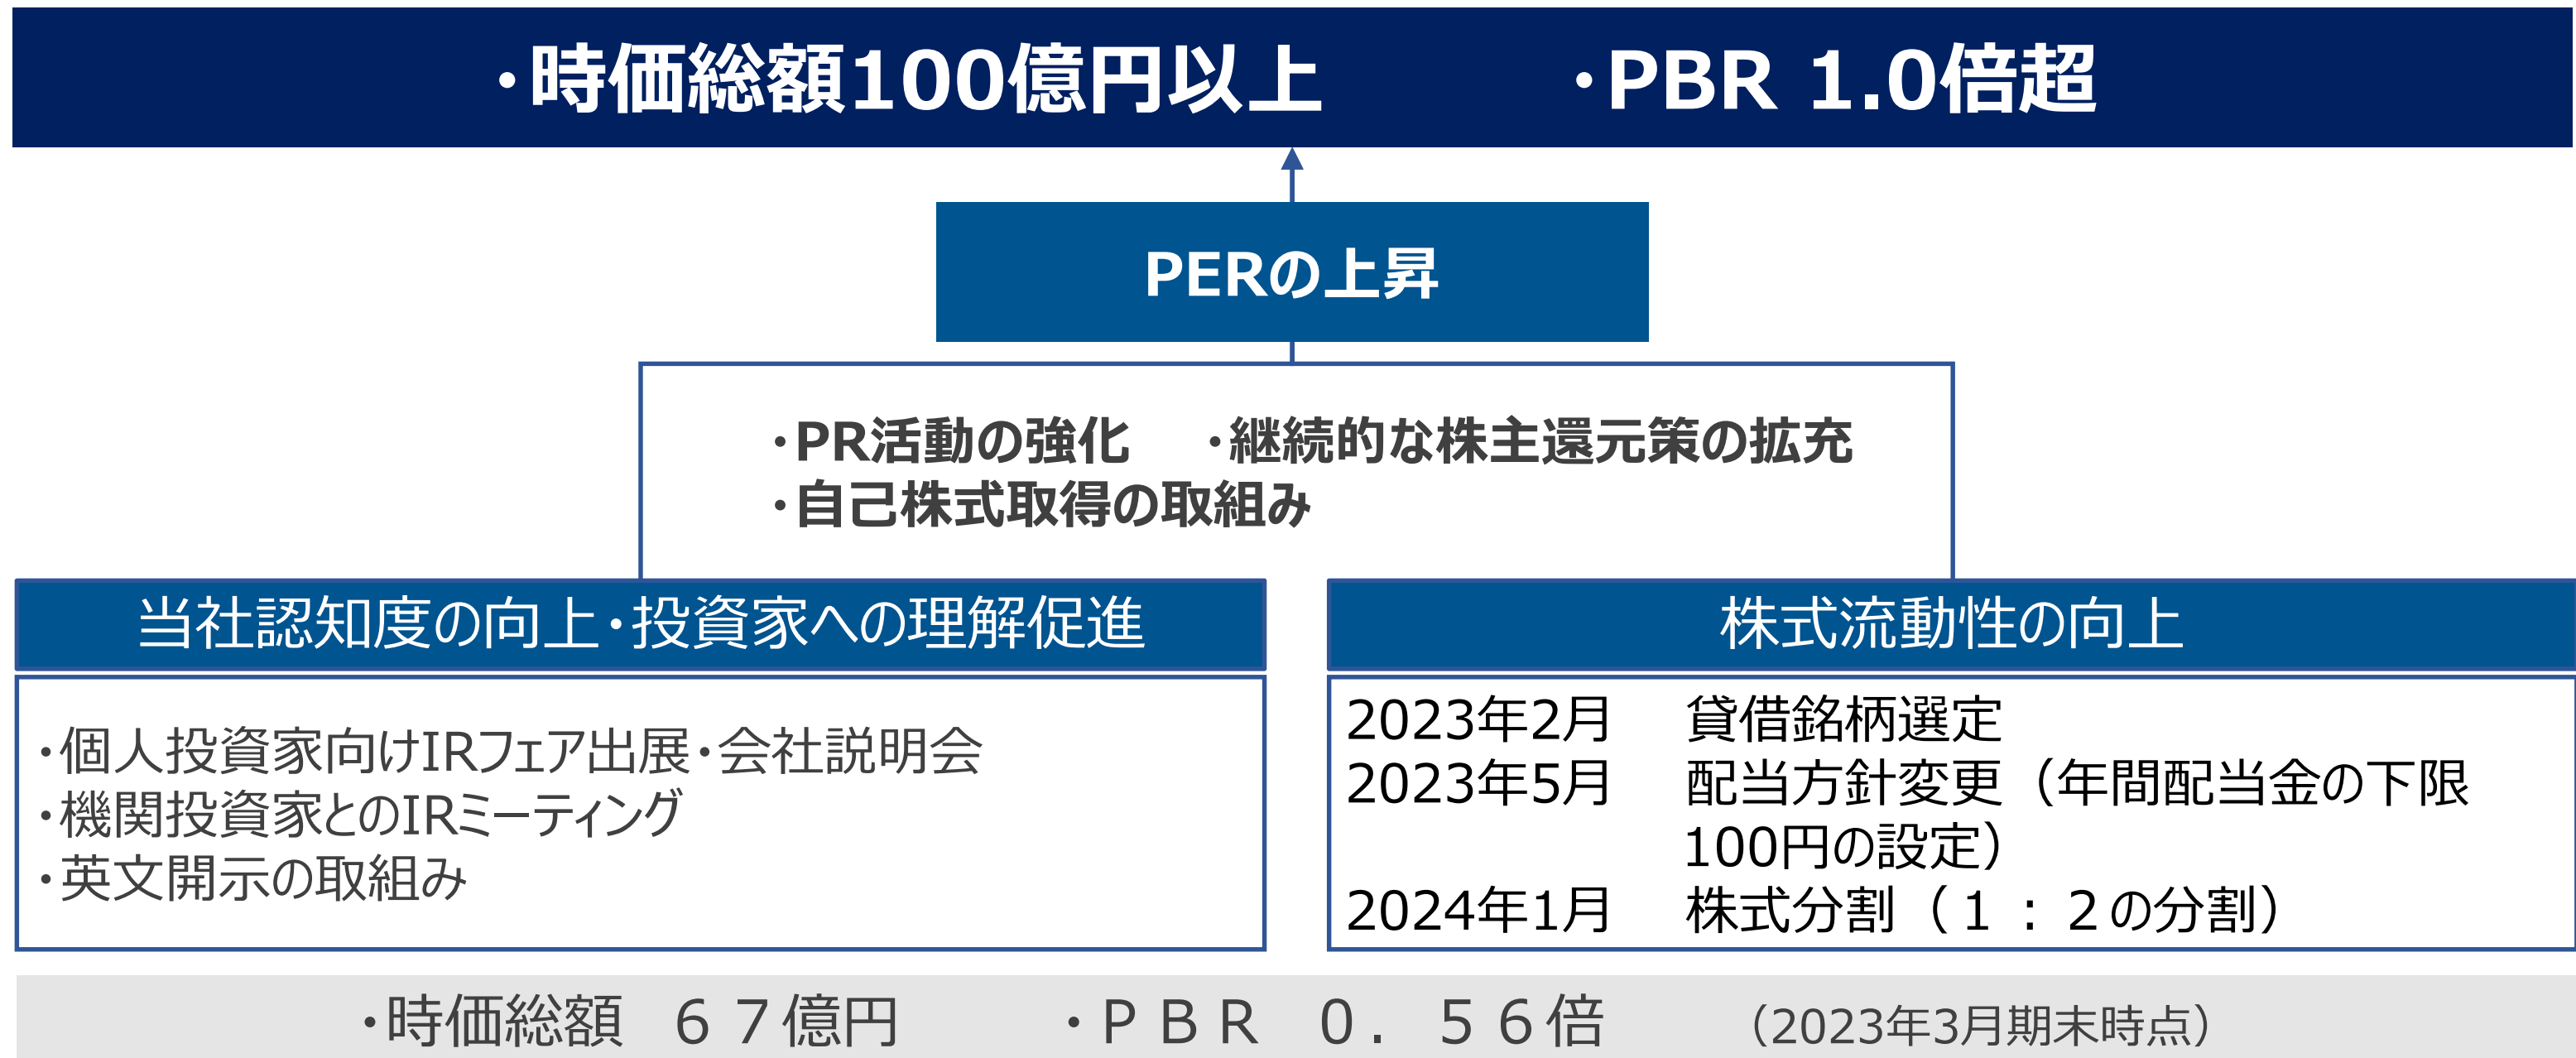 ・時価総額100億円以上　・PBR 1.0倍超
PERの上昇
・PR活動の強化　・継続的な株主還元策の拡充
・自己株式取得の取組み
当社認知度の向上・投資家への理解促進
・個人投資家向けIRフェア出展・会社説明会
・機関投資家とのIRミーティング
・英文開示の取組み
株式流動性の向上
2023年2月　貸借銘柄選定
2023年5月　配当方針変更（年間配当金の下限
100円の設定）
2024年1月　株式分割（１：２の分割）
・時価総額　６７億円　・ＰＢＲ　０．５６倍　（2023年3月期末時点）